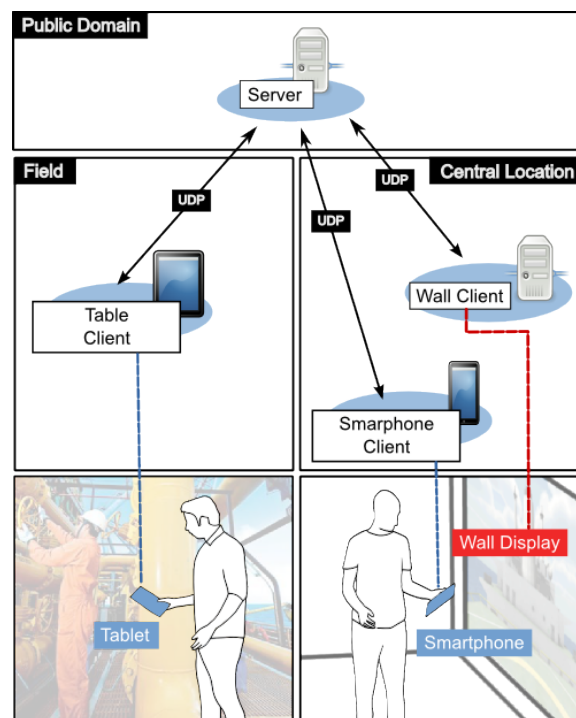 Public Domain
Server
Field
Central Location
UDP
UDP
UDP
Wall Client
Table
Client
Smarphone
Client
Wall Display
Tablet
Smartphone